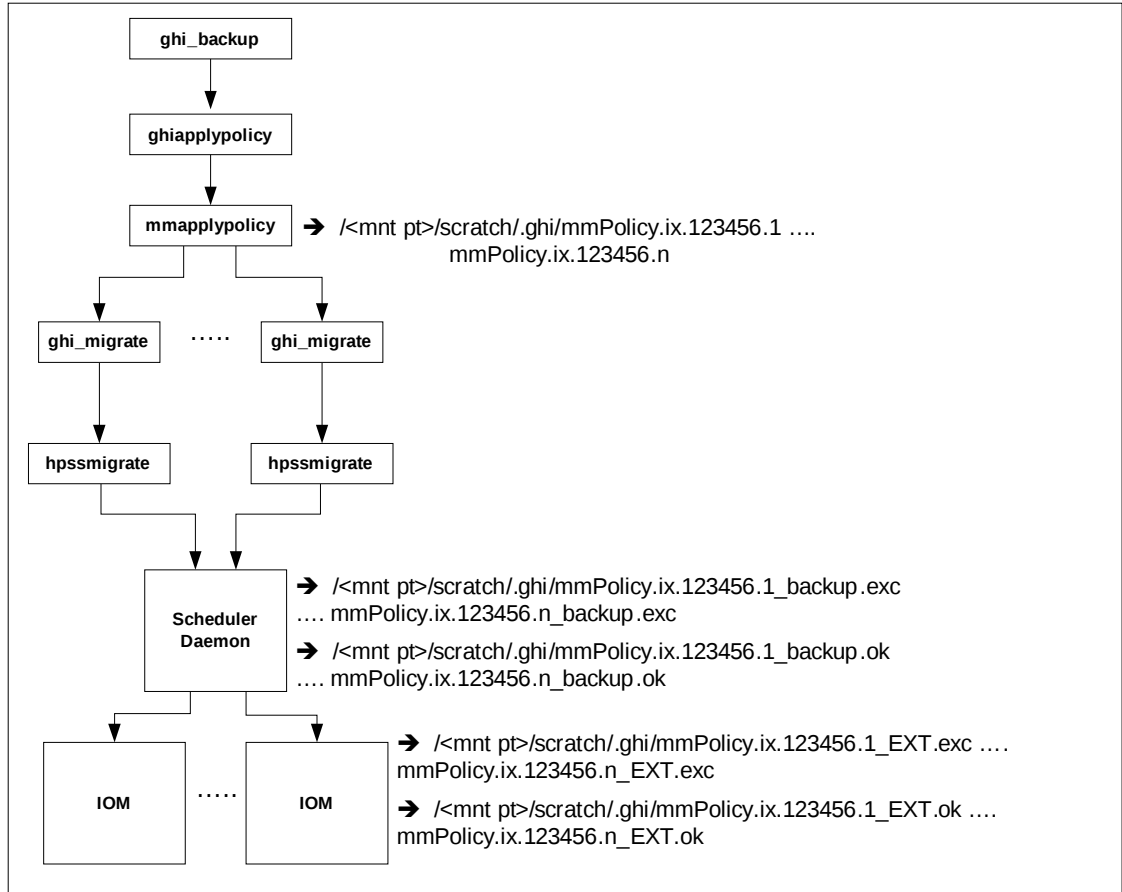 ghi_backup
ghiapplypolicy
mmapplypolicy
➔ /<mnt pt>/scratch/.ghi/mmPolicy.ix.123456.1 ….
mmPolicy.ix.123456.n
ghi_migrate ..... ghi_migrate
hpssmigrate hpssmigrate
Scheduler
Daemon
➔ /<mnt pt>/scratch/.ghi/mmPolicy.ix.123456.1_backup.exc
…. mmPolicy.ix.123456.n_backup.exc
➔ /<mnt pt>/scratch/.ghi/mmPolicy.ix.123456.1_backup.ok
…. mmPolicy.ix.123456.n_backup.ok
IOM ..... IOM
➔ /<mnt pt>/scratch/.ghi/mmPolicy.ix.123456.1_EXT.exc ….
mmPolicy.ix.123456.n_EXT.exc
➔ /<mnt pt>/scratch/.ghi/mmPolicy.ix.123456.1_EXT.ok ….
mmPolicy.ix.123456.n_EXT.ok